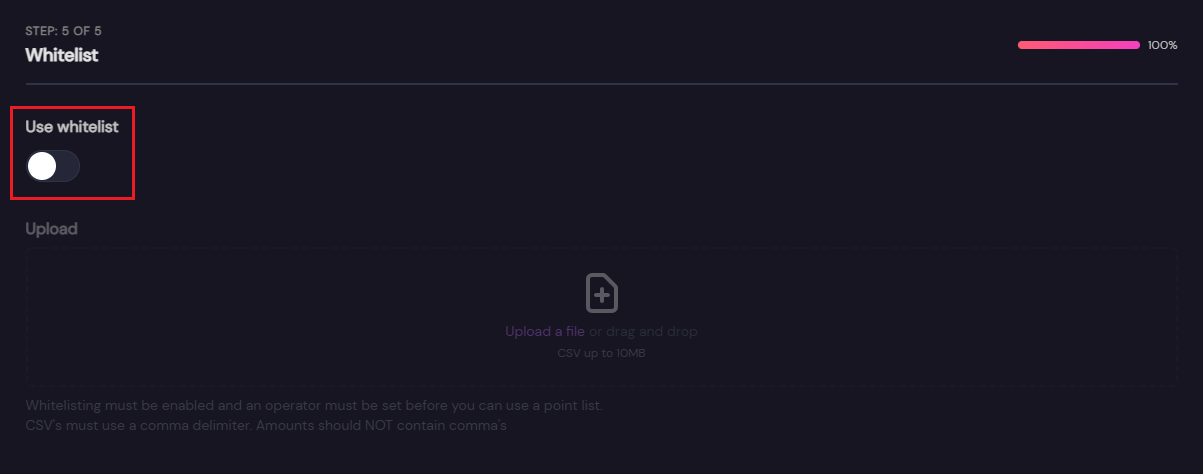 STEP: 5 OF 5
Whitelist
100%
Use whitelist
Upload
Upload a file or drag and drop
CSV up to 10MB
Whitelisting must be enabled and an operator must be set before you can use a point list.
CSV's must use a comma delimiter. Amounts should NOT contain comma's